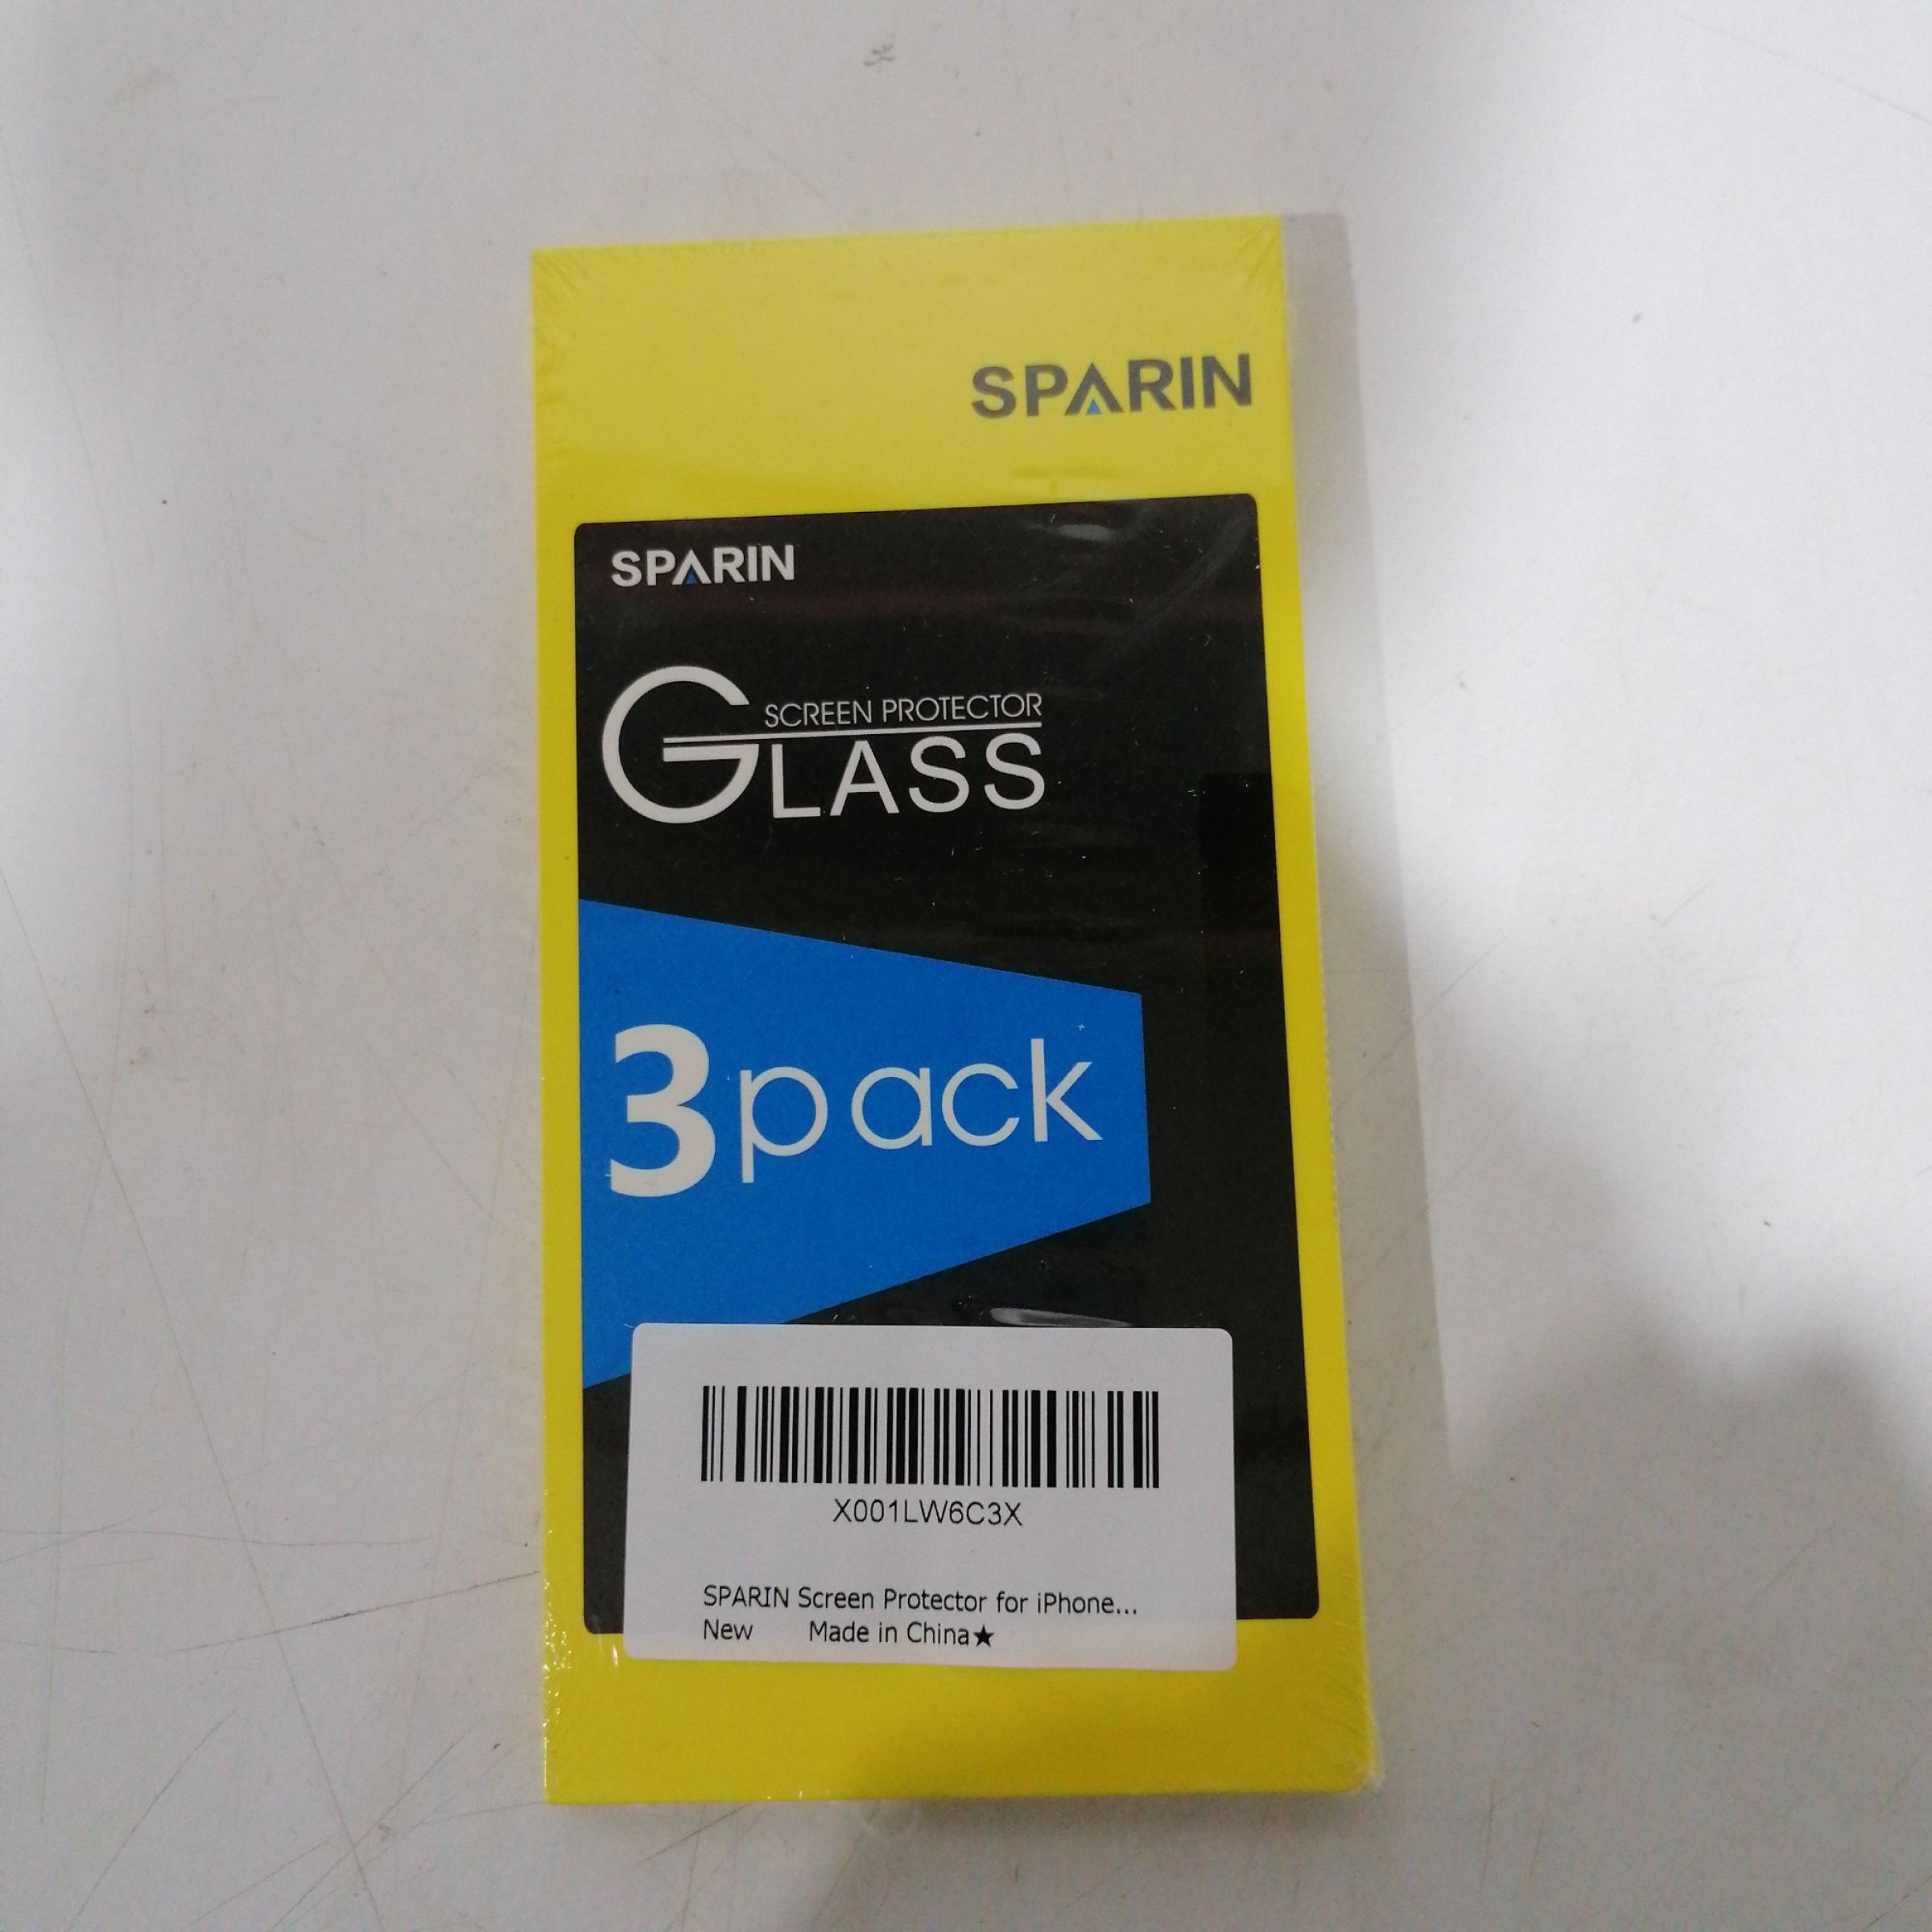 SPARIN
SPARIN
SCREEN PROTECTOR
GLASS
3pack
X001LW6C3X
SPARIN Screen Protector for iPhone...
New Made in China★